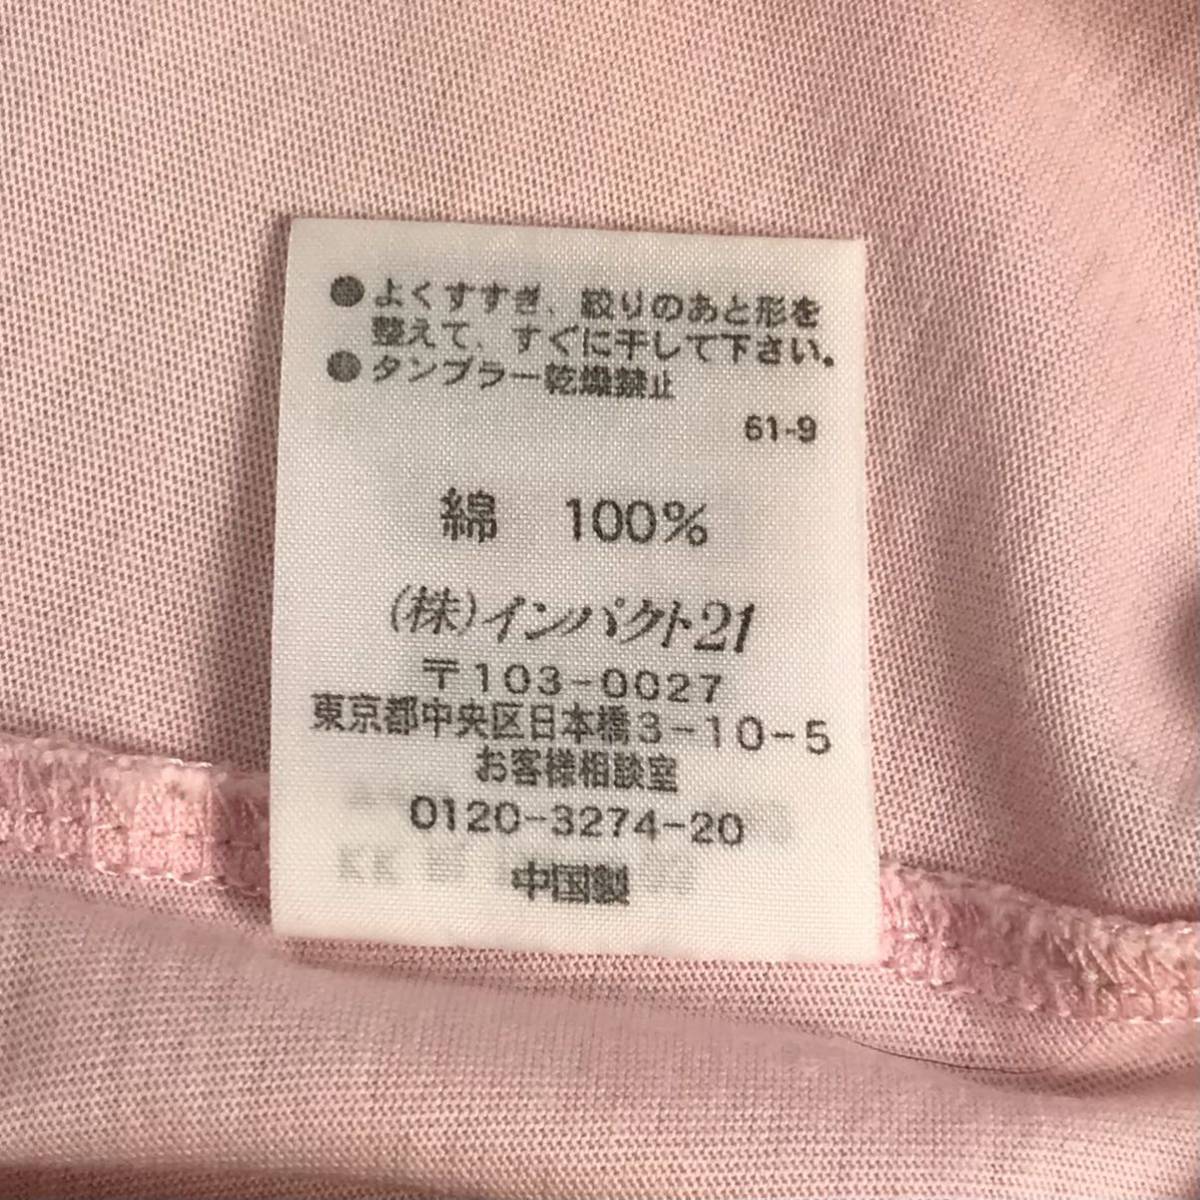 ●よくすすぎ、絞りのあと形を
整えて、すぐに干して下さい。
●タンブラー乾燥禁止
61-9
綿 100%
(株)インパクト21
〒103-0027
東京都中央区日本橋3-10-5
お客様相談室
0120-3274-20
中国製
KK